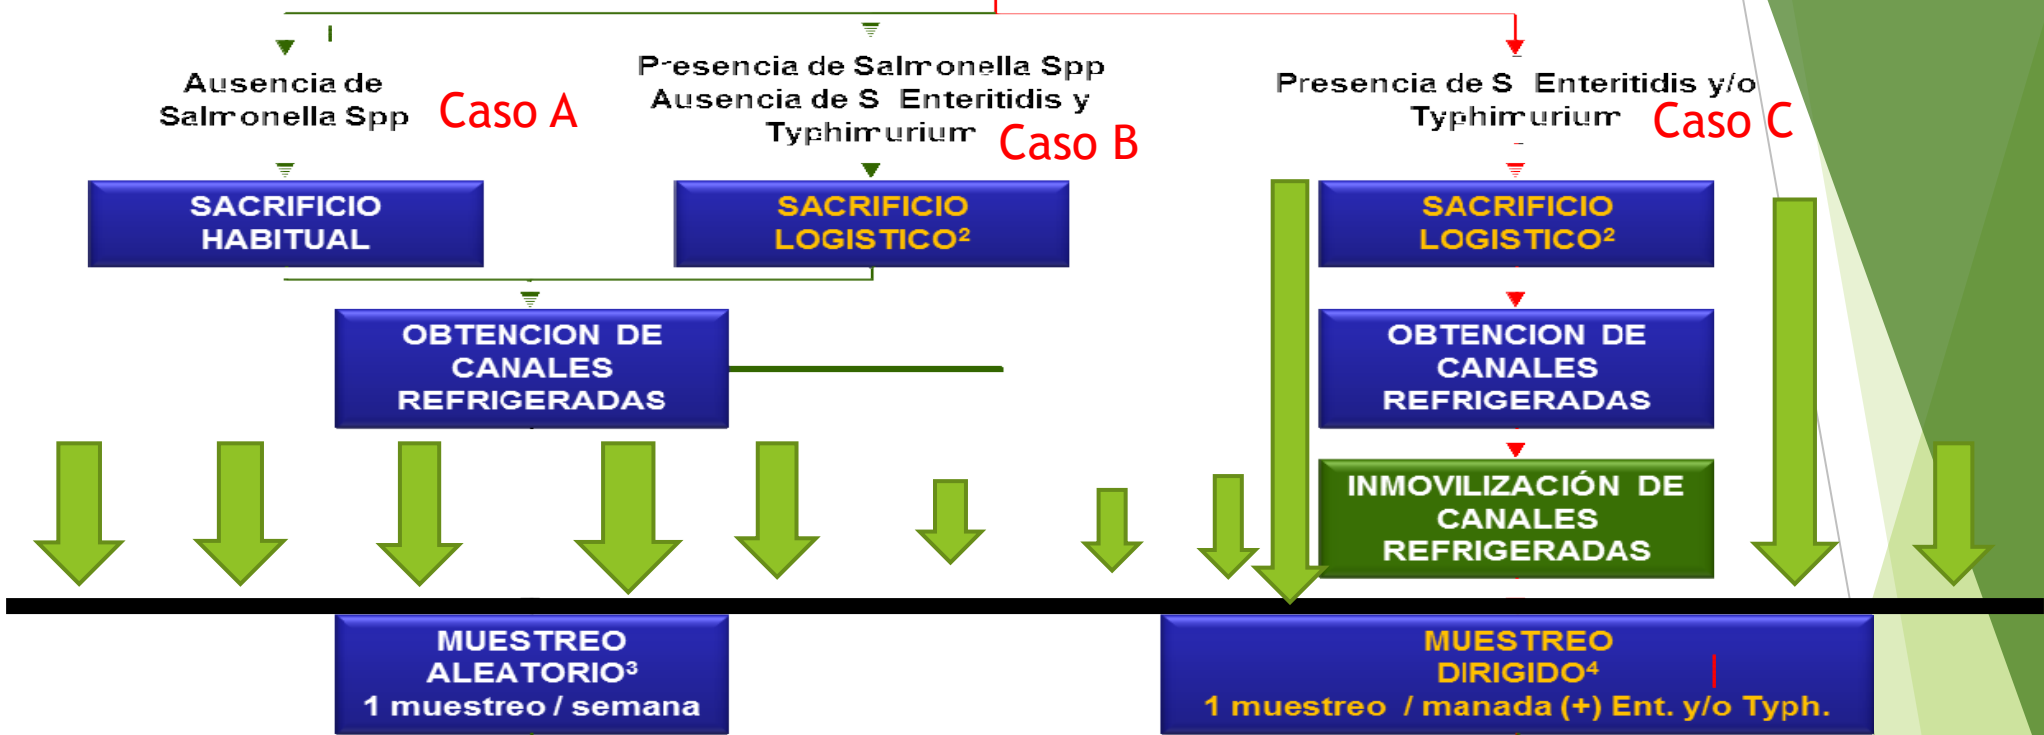 Ausencia de
Salmonella Spp
Caso A
Presencia de Salmonella Spp
Ausencia de S Enteritidis y
Typhimurium
Caso B
Presencia de S Enteritidis y/o
Typhimurium
Caso C
SACRIFICIO
HABITUAL
SACRIFICIO
LOGISTICO²
SACRIFICIO
LOGISTICO²
OBTENCION DE
CANALES
REFRIGERADAS
OBTENCION DE
CANALES
REFRIGERADAS
INMOVILIZACIÓN DE
CANALES
REFRIGERADAS
MUESTREO
ALEATORIO³
1 muestreo / semana
MUESTREO
DIRIGIDO⁴
1 muestreo / manada (+) Ent. y/o Typh.